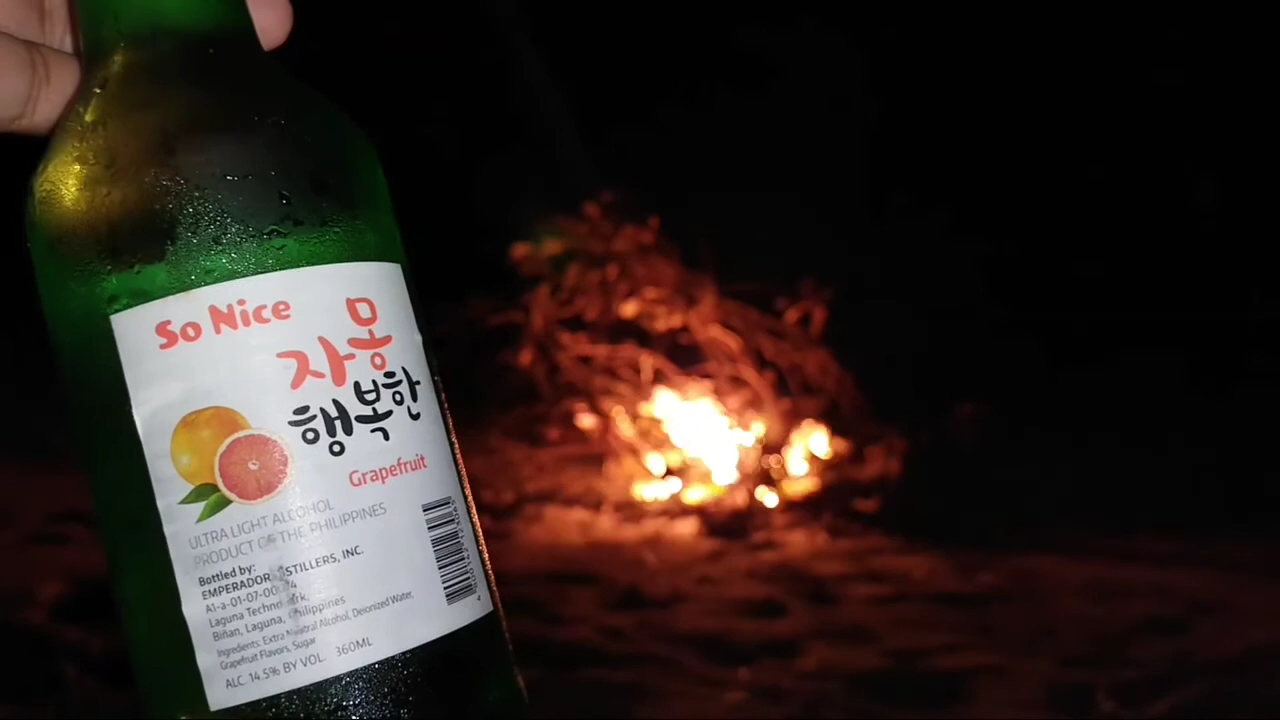 So Nice
자몽
행복한
Grapefruit
ULTRA LIGHT ALCOHOL
PRODUCT OF THE PHILIPPINES
Bottled by:
EMPERADOR DISTILLERS, INC.
Laguna Technopark,
Biñan, Laguna, Philippines
Ingredients: Extra Neutral Alcohol, Deionized Water,
Grapefruit Flavors, Sugar
ALC. 14.5% BY VOL. 360ML